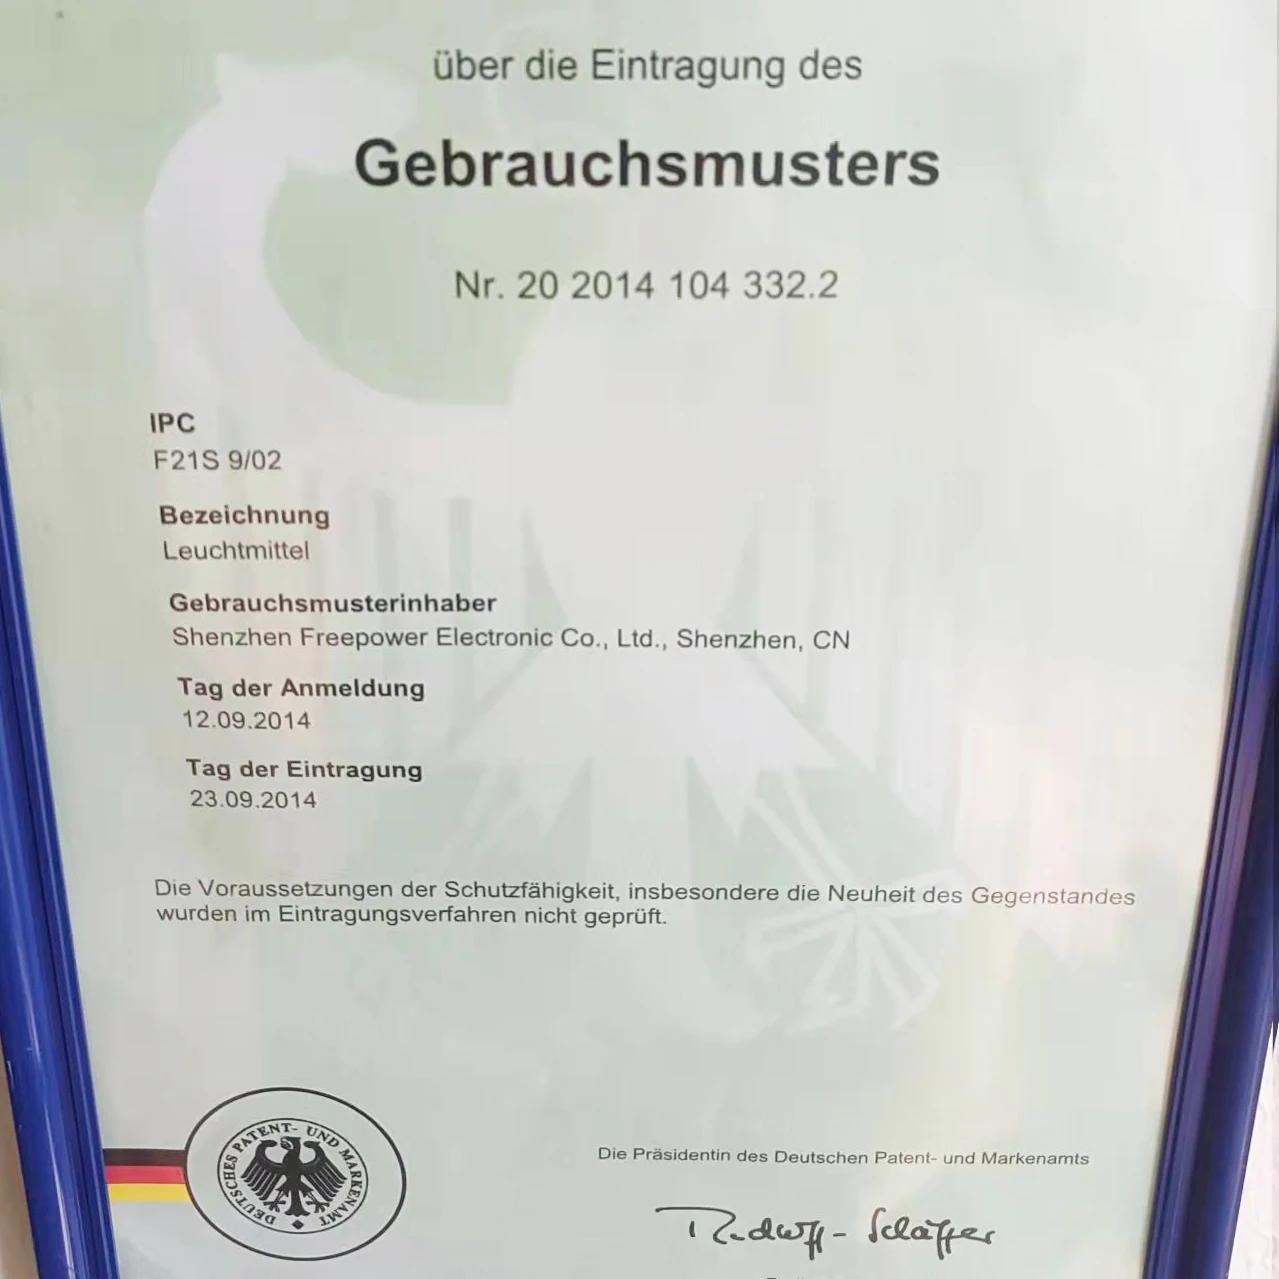 über die Eintragung des
Gebrauchsmusters
Nr. 20 2014 104 332.2
IPC
F21S 9/02
Bezeichnung
Leuchtmittel
Gebrauchsmusterinhaber
Shenzhen Freepower Electronic Co., Ltd., Shenzhen, CN
Tag der Anmeldung
12.09.2014
Tag der Eintragung
23.09.2014
Die Voraussetzungen der Schutzfähigkeit, insbesondere die Neuheit des Gegenstandes
wurden im Eintragungsverfahren nicht geprüft.
DEUTSCHES PATENT- UND MARKENAMT
Die Präsidentin des Deutschen Patent- und Markenamts
Rudloff-Schäffer